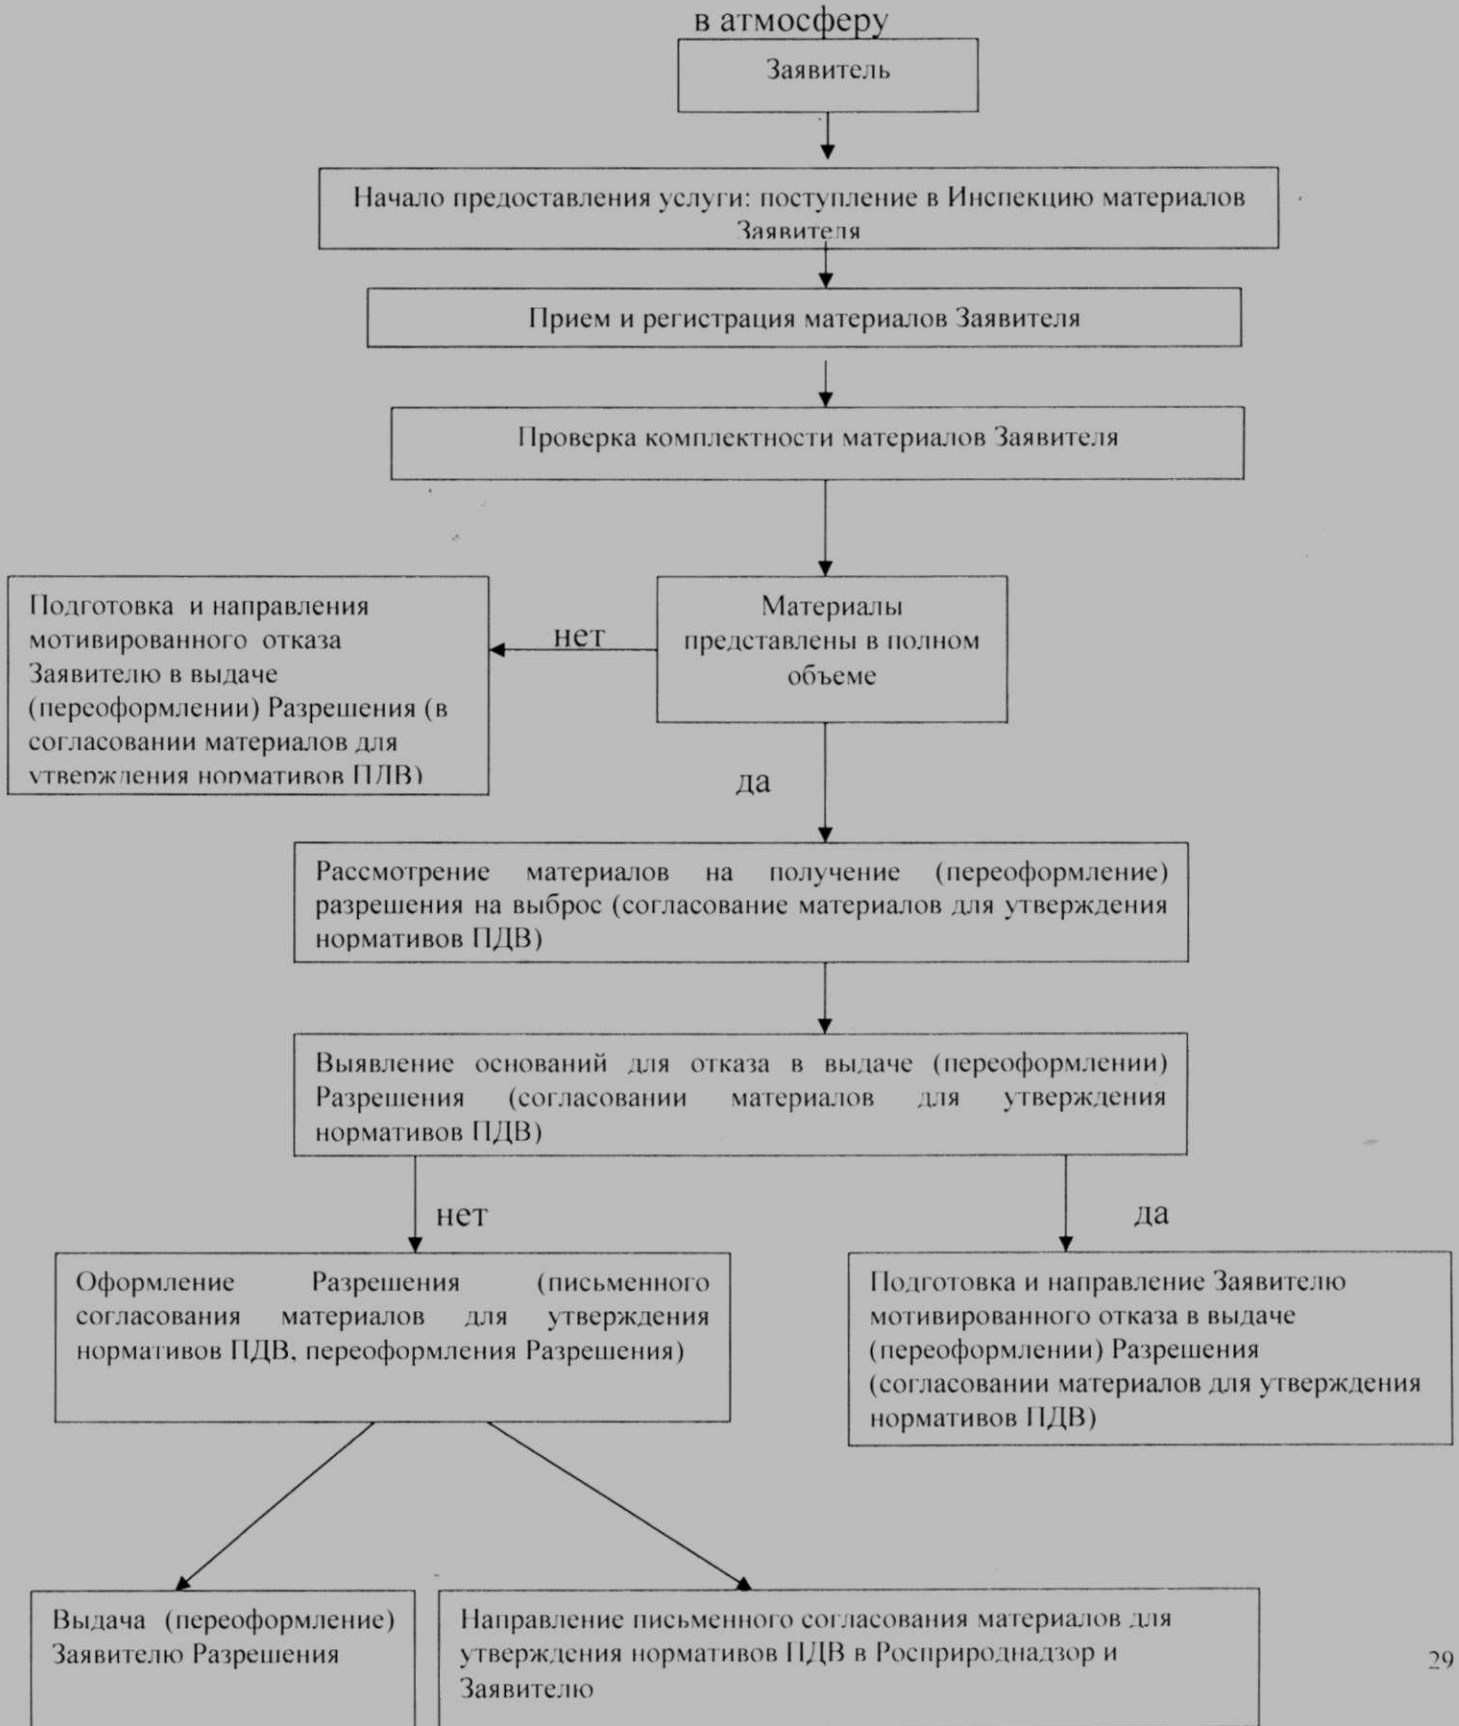 в атмосферу
Заявитель
Начало предоставления услуги: поступление в Инспекцию материалов
Заявителя
Прием и регистрация материалов Заявителя
Проверка комплектности материалов Заявителя
Подготовка и направления
мотивированного отказа
Заявителю в выдаче
(переоформлении) Разрешения (в
согласовании материалов для
утверждения нормативов ПДВ)
нет
Материалы
представлены в полном
объеме
да
Рассмотрение материалов на получение (переоформление)
разрешения на выброс (согласование материалов для утверждения
нормативов ПДВ)
Выявление оснований для отказа в выдаче (переоформлении)
Разрешения (согласовании материалов для утверждения
нормативов ПДВ)
нет
да
Оформление Разрешения (письменного
согласования материалов для утверждения
нормативов ПДВ, переоформления Разрешения)
Подготовка и направление Заявителю
мотивированного отказа в выдаче
(переоформлении) Разрешения
(согласовании материалов для утверждения
нормативов ПДВ)
Выдача (переоформление)
Заявителю Разрешения
Направление письменного согласования материалов для
утверждения нормативов ПДВ в Росприроднадзор и
Заявителю
29